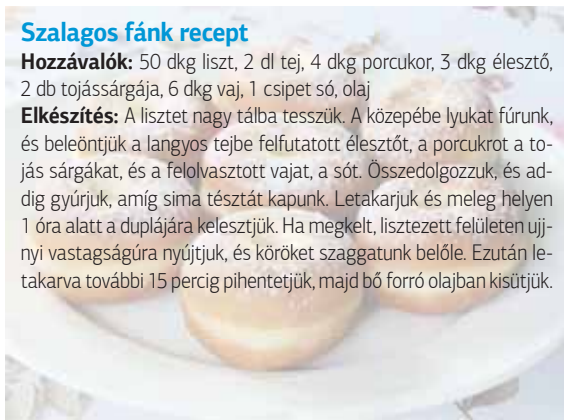 Szalagos fánk recept
Hozzávalók: 50 dkg liszt, 2 dl tej, 4 dkg porcukor, 3 dkg élesztő,
2 db tojássárgája, 6 dkg vaj, 1 csipet só, olaj
Elkészítés: A lisztet nagy tálba tesszük. A közepébe lyukat fúrunk,
és beleöntjük a langyos tejbe felfutatott élesztőt, a porcukrot a to-
jás sárgákat, és a felolvasztott vajat, a sót. Összedolgozzuk, és ad-
dig gyúrjuk, amíg sima tésztát kapunk. Letakarjuk és meleg helyen
1 óra alatt a duplájára kelesztjük. Ha megkelt, lisztezett felületen ujj-
nyi vastagságúra nyújtjuk, és köröket szaggatunk belőle. Ezután le-
takarva további 15 percig pihentetjük, majd bő forró olajban kisütjük.